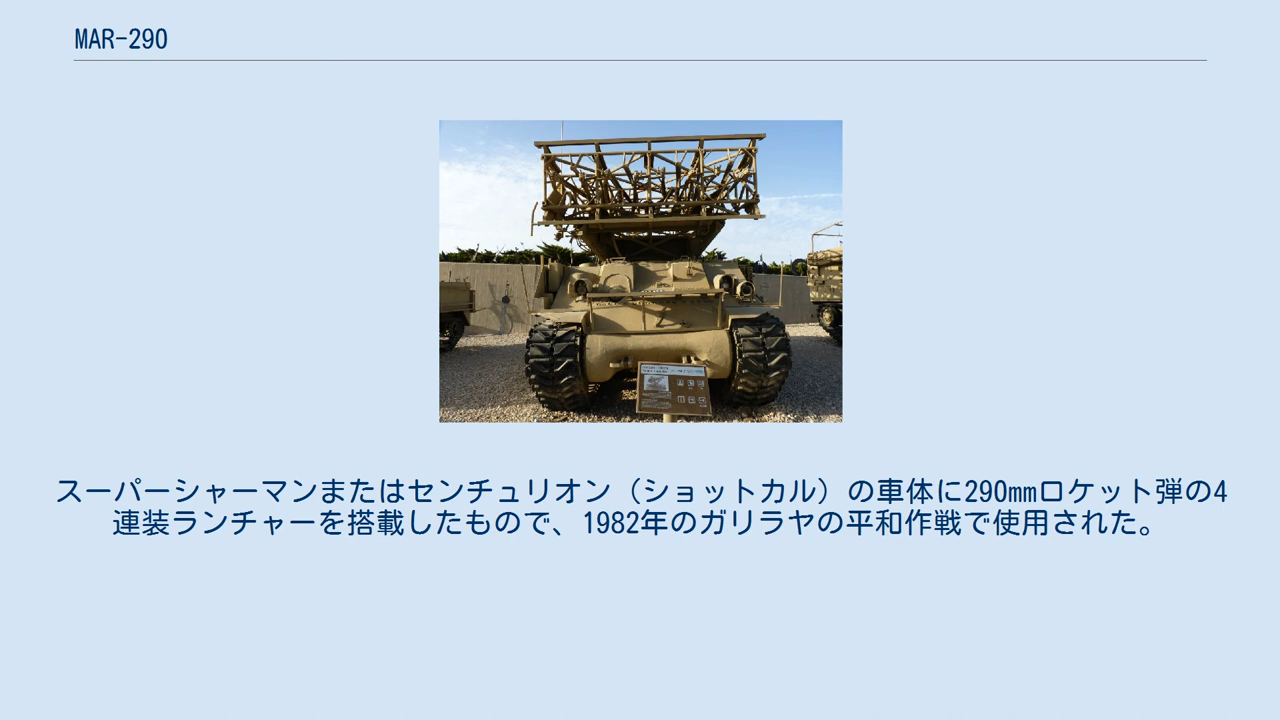 MAR-290
スーパーシャーマンまたはセンチュリオン（ショットカル）の車体に290mmロケット弾の4
連装ランチャーを搭載したもので、1982年のガリラヤの平和作戦で使用された。